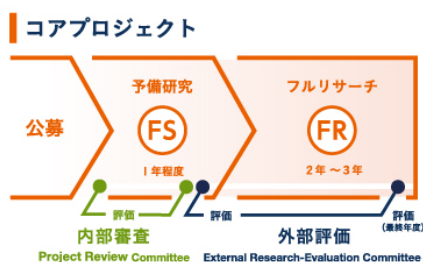 コアプロジェクト
公募
予備研究
FS
1年程度
フルリサーチ
FR
2年～3年
評価
評価
評価
(最終年度)
内部審査
Project Review Committee
外部評価
External Research-Evaluation Committee